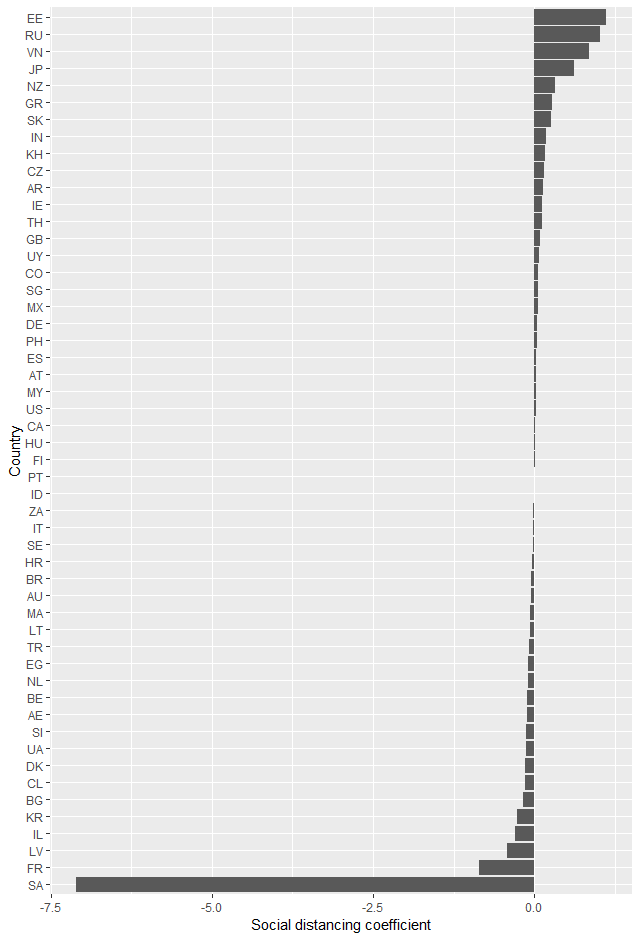 EE
RU
VN
JP
NZ
GR
SK
IN
KH
CZ
AR
IE
TH
GB
UY
CO
SG
MX
DE
PH
ES
AT
MY
US
CA
HU
FI
PT
ID
ZA
IT
SE
HR
BR
AU
MA
LT
TR
EG
NL
BE
AE
SI
UA
DK
CL
BG
KR
IL
LV
FR
SA
Country
-7.5 -5.0 -2.5 0.0
Social distancing coefficient